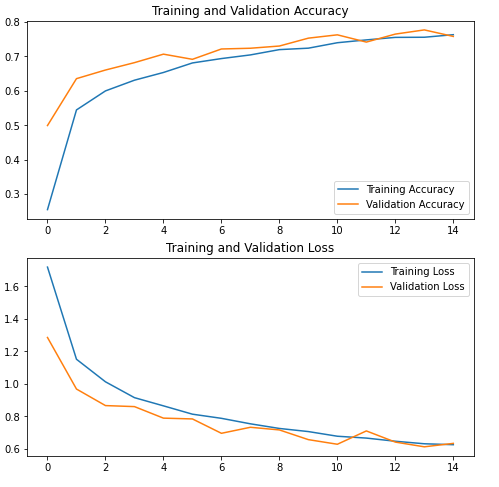 Training and Validation Accuracy
0.8
0.7
0.6
0.5
0.4
0.3
Training Accuracy
Validation Accuracy
0 2 4 6 8 10 12 14
Training and Validation Loss
Training Loss
Validation Loss
1.6
1.4
1.2
1.0
0.8
0.6
0 2 4 6 8 10 12 14